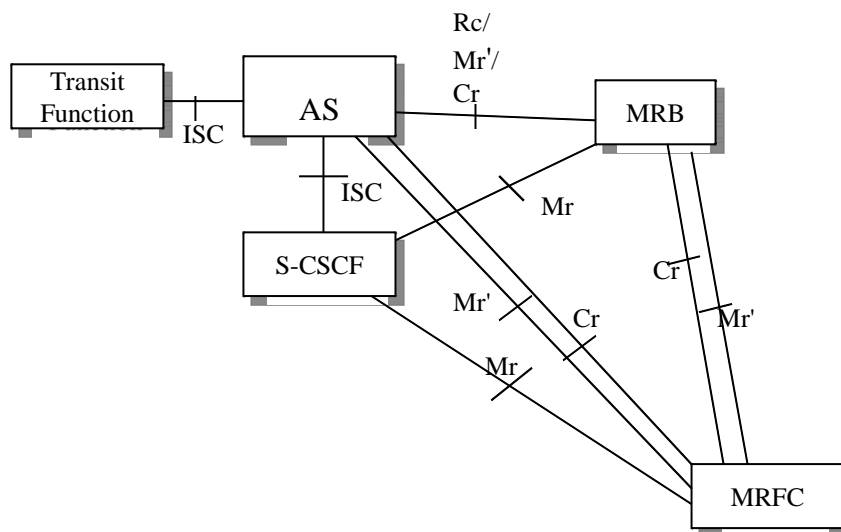 Rc/
Mr'/
Cr
Transit
Function
AS
MRB
ISC
ISC
Mr
S-CSCF
Cr
Mr'
Cr
Mr'
Mr
MRFC